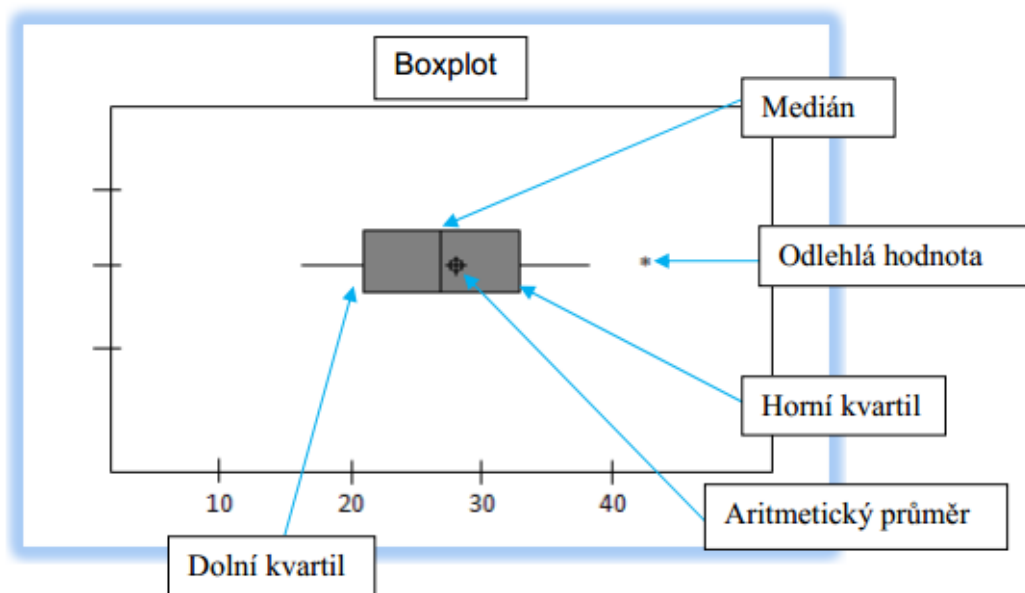 Boxplot
Medián
Odlehlá hodnota
Horní kvartil
10 20 30 40
Aritmetický průměr
Dolní kvartil